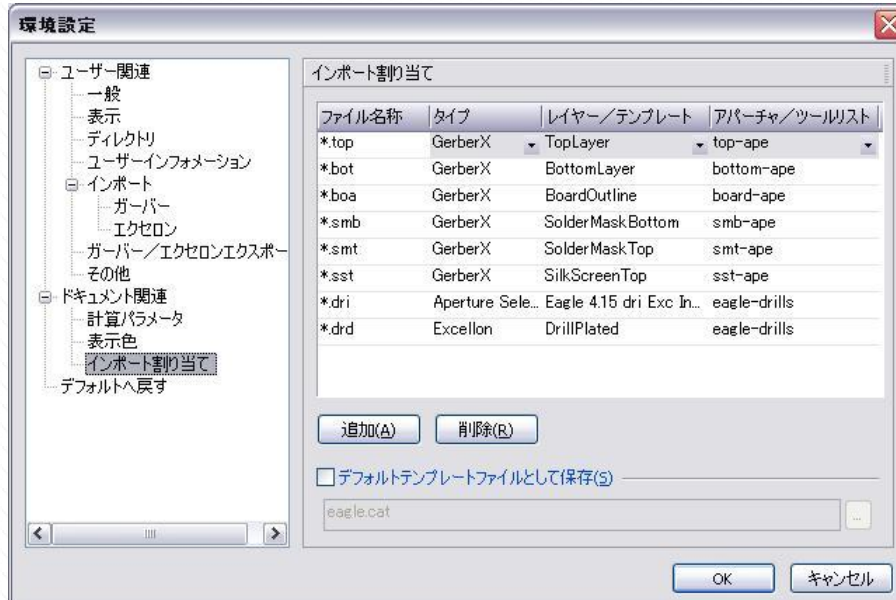 環境設定
ユーザー関連
一般
表示
ディレクトリ
ユーザーインフォメーション
インポート
ガーバー
エクセロン
ガーバー／エクセロンエクスポー
その他
ドキュメント関連
計算パラメータ
表示色
インポート割り当て
デフォルトへ戻す
インポート割り当て
ファイル名称 タイプ レイヤー／テンプレート アパーチャ／ツールリスト
*.top GerberX TopLayer top-ape
*.bot GerberX BottomLayer bottom-ape
*.boa GerberX BoardOutline board-ape
*.smb GerberX SolderMaskBottom smb-ape
*.smt GerberX SolderMaskTop smt-ape
*.sst GerberX SilkScreenTop sst-ape
*.dri Aperture Sele... Eagle 4.15 dri Exc In... eagle-drills
*.drd Excellon DrillPlated eagle-drills
追加(A) 削除(R)
デフォルトテンプレートファイルとして保存(S)
eagle.cat ...
OK キャンセル